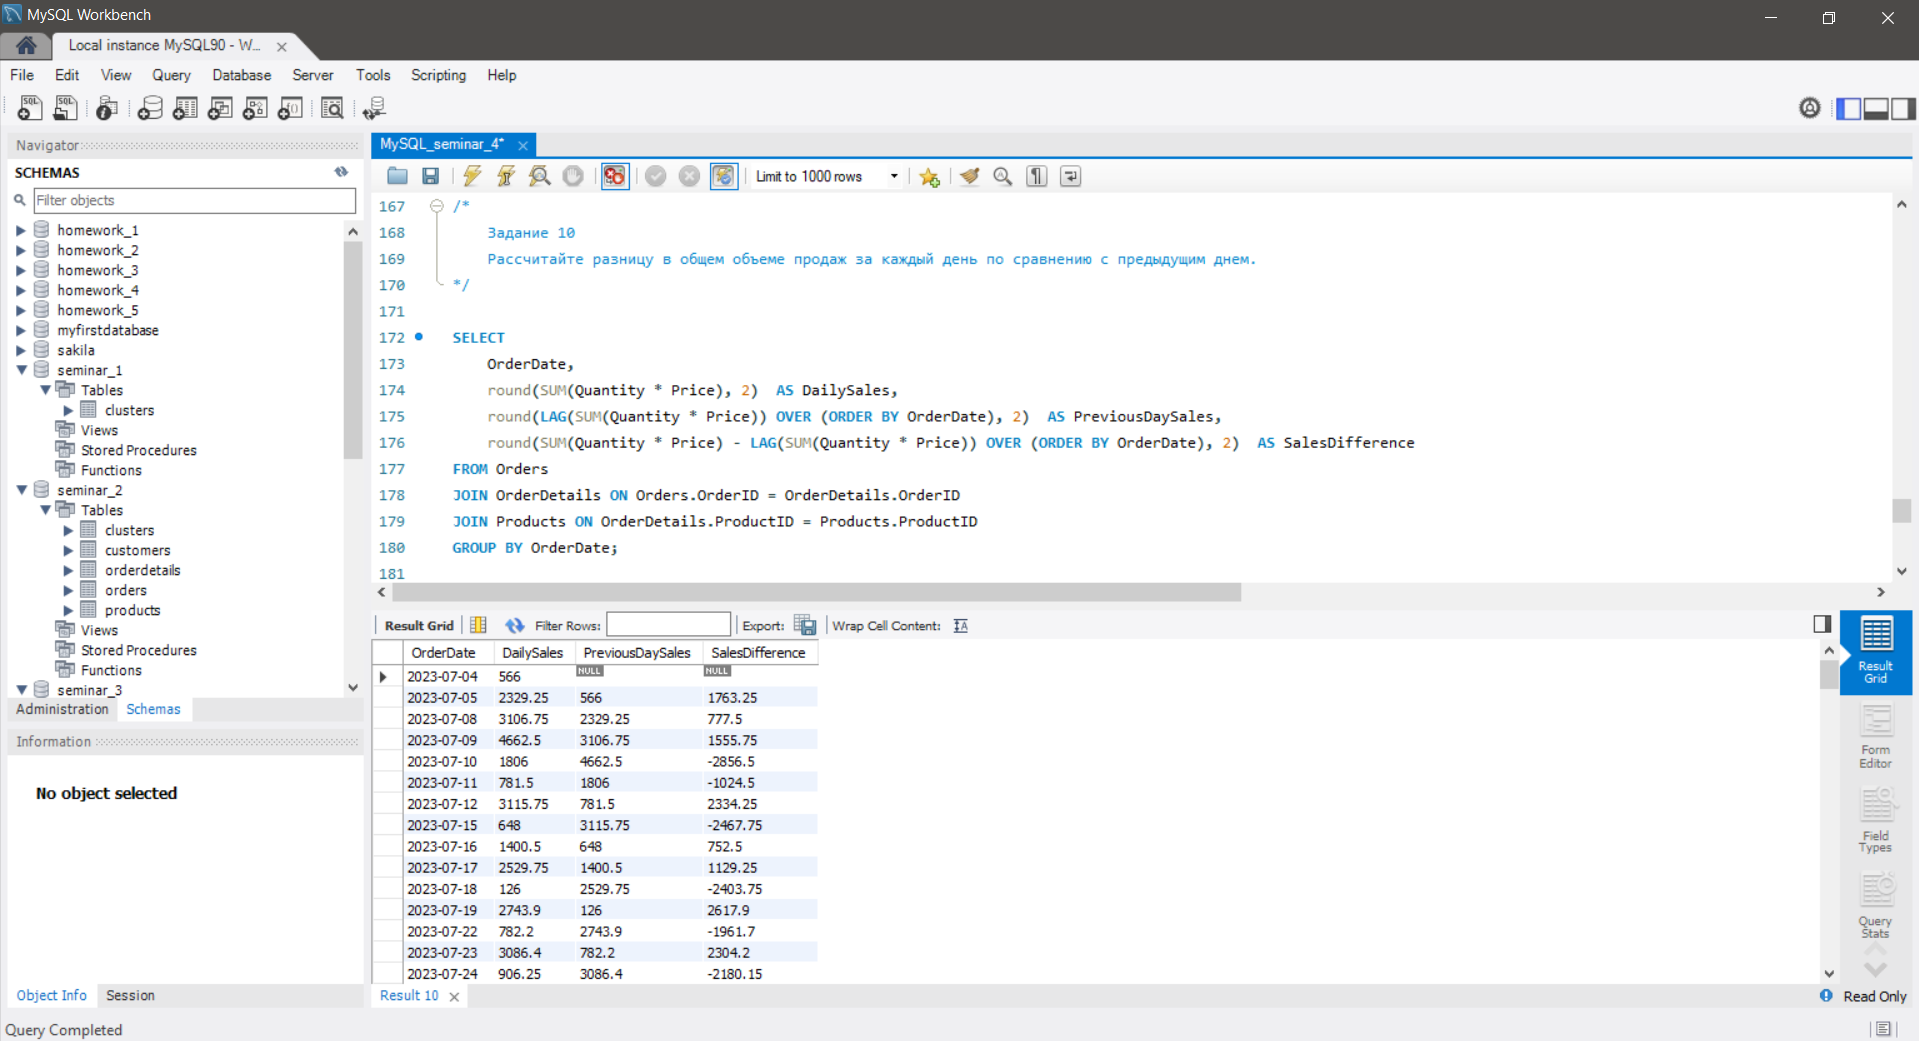 MySQL Workbench
Local instance MySQL90 - W...
File Edit View Query Database Server Tools Scripting Help
Navigator
SCHEMAS
Filter objects
homework_1
homework_2
homework_3
homework_4
homework_5
myfirstdatabase
sakila
seminar_1
Tables
clusters
Views
Stored Procedures
Functions
seminar_2
Tables
clusters
customers
orderdetails
orders
products
Views
Stored Procedures
Functions
seminar_3
Administration Schemas
Information
No object selected
Object Info Session
Query Completed
MySQL_seminar_4*
Limit to 1000 rows
167 /*
168 Задание 10
169 Рассчитайте разницу в общем объеме продаж за каждый день по сравнению с предыдущим днем.
170 */
171
172 SELECT
173 OrderDate,
174 round(SUM(Quantity * Price), 2) AS DailySales,
175 round(LAG(SUM(Quantity * Price)) OVER (ORDER BY OrderDate), 2) AS PreviousDaySales,
176 round(SUM(Quantity * Price) - LAG(SUM(Quantity * Price)) OVER (ORDER BY OrderDate), 2) AS SalesDifference
177 FROM Orders
178 JOIN OrderDetails ON Orders.OrderID = OrderDetails.OrderID
179 JOIN Products ON OrderDetails.ProductID = Products.ProductID
180 GROUP BY OrderDate;
181
Result Grid Filter Rows: Export: Wrap Cell Content:
OrderDate DailySales PreviousDaySales SalesDifference
2023-07-04 566 NULL NULL
2023-07-05 2329.25 566 1763.25
2023-07-08 3106.75 2329.25 777.5
2023-07-09 4662.5 3106.75 1555.75
2023-07-10 1806 4662.5 -2856.5
2023-07-11 781.5 1806 -1024.5
2023-07-12 3115.75 781.5 2334.25
2023-07-15 648 3115.75 -2467.75
2023-07-16 1400.5 648 752.5
2023-07-17 2529.75 1400.5 1129.25
2023-07-18 126 2529.75 -2403.75
2023-07-19 2743.9 126 2617.9
2023-07-22 782.2 2743.9 -1961.7
2023-07-23 3086.4 782.2 2304.2
2023-07-24 906.25 3086.4 -2180.15
Result 10
Result
Grid
Form
Editor
Field
Types
Query
Stats
Read Only